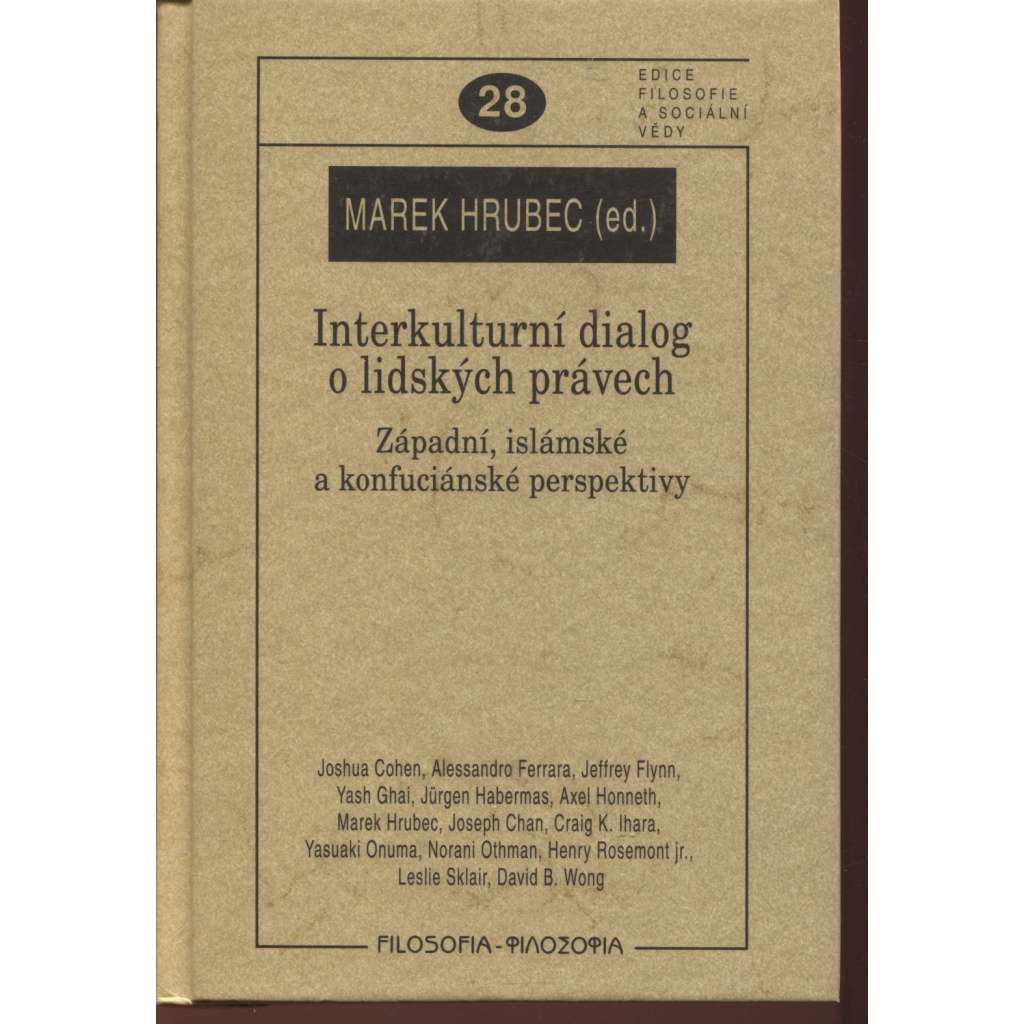 28
EDICE
FILOSOFIE
A SOCIÁLNÍ
VĚDY
MAREK HRUBEC (ed.)
Interkulturní dialog
o lidských právech
Západní, islámské
a konfuciánské perspektivy
Joshua Cohen, Alessandro Ferrara, Jeffrey Flynn,
Yash Ghai, Jürgen Habermas, Axel Honneth,
Marek Hrubec, Joseph Chan, Craig K. Ihara,
Yasuaki Onuma, Norani Othman, Henry Rosemont jr.,
Leslie Sklair, David B. Wong
FILOSOFIA - ΦΙΛΟΣΟΦΙΑ